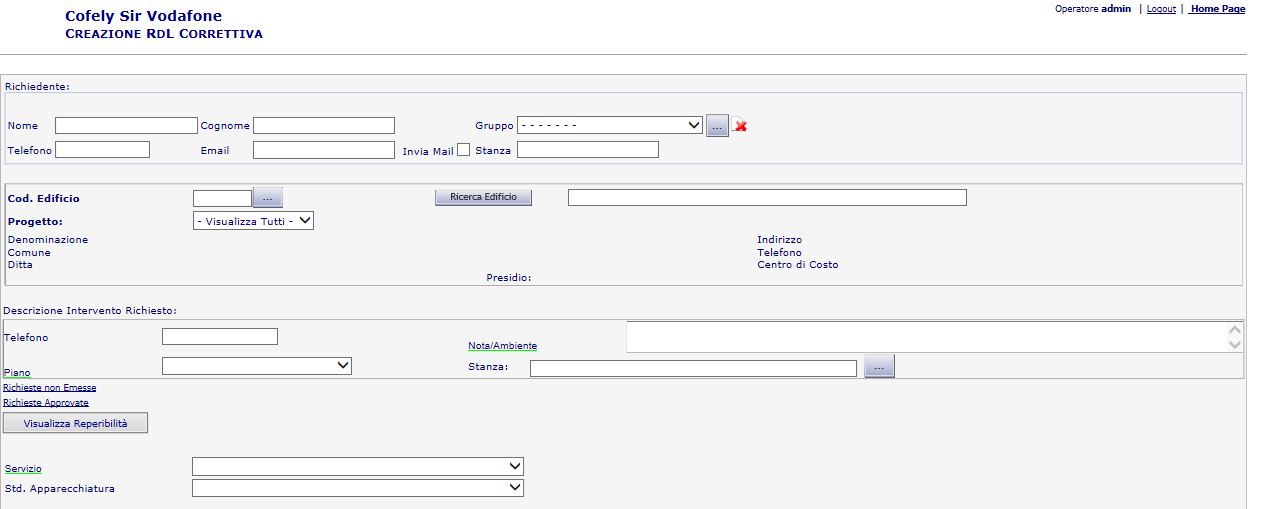 Cofely Sir Vodafone
Operatore admin | Logout | Home Page
CREAZIONE RDL CORRETTIVA
Richiedente:
Nome Cognome Gruppo - - - - - - - ...
Telefono Email Invia Mail Stanza
Cod. Edificio ... Ricerca Edificio
Progetto: - Visualizza Tutti -
Denominazione Indirizzo
Comune Telefono
Ditta Centro di Costo
Presidio:
Descrizione Intervento Richiesto:
Telefono Nota/Ambiente
Piano Stanza: ...
Richieste non Emesse
Richieste Approvate
Visualizza Reperibilità
Servizio
Std. Apparecchiatura